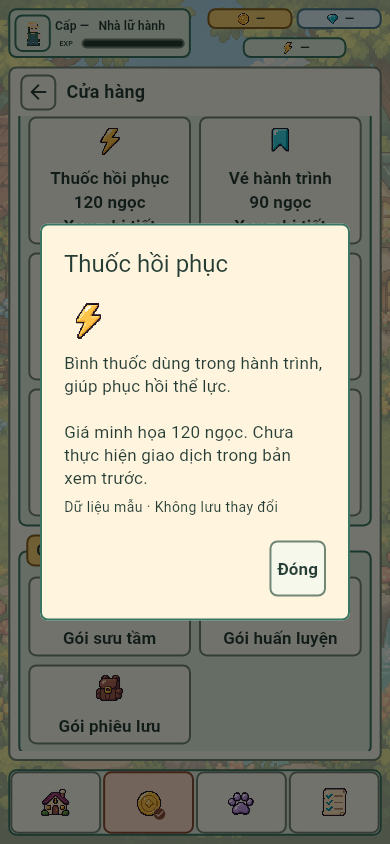 Cấp — Nhà lữ hành
EXP
—
—
—
Cửa hàng
Thuốc hồi phục
120 ngọc
Vé hành trình
90 ngọc
Thuốc hồi phục
Bình thuốc dùng trong hành trình,
giúp phục hồi thể lực.
Giá minh họa 120 ngọc. Chưa
thực hiện giao dịch trong bản
xem trước.
Dữ liệu mẫu · Không lưu thay đổi
Đóng
Gói sưu tầm
Gói huấn luyện
Gói phiêu lưu